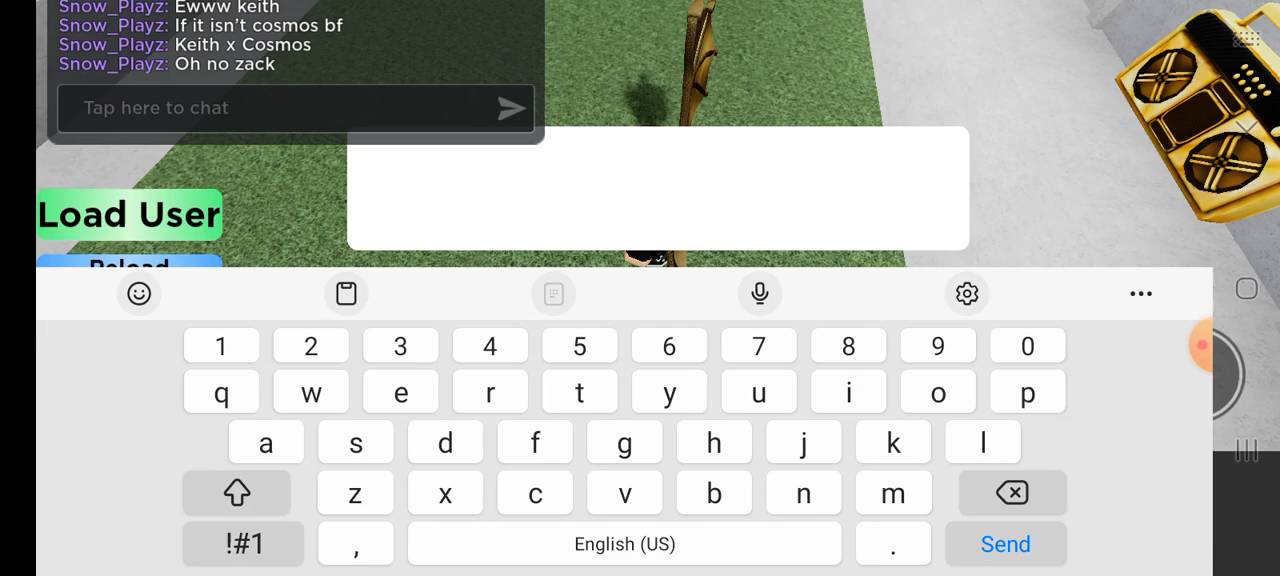 Snow_Playz: Ewww keith
Snow_Playz: If it isn't cosmos bf
Snow_Playz: Keith x Cosmos
Snow_Playz: Oh no zack
Tap here to chat
Load User
Reload
1 2 3 4 5 6 7 8 9 0
q w e r t y u i o p
a s d f g h j k l
z x c v b n m
!#1 , English (US) . Send